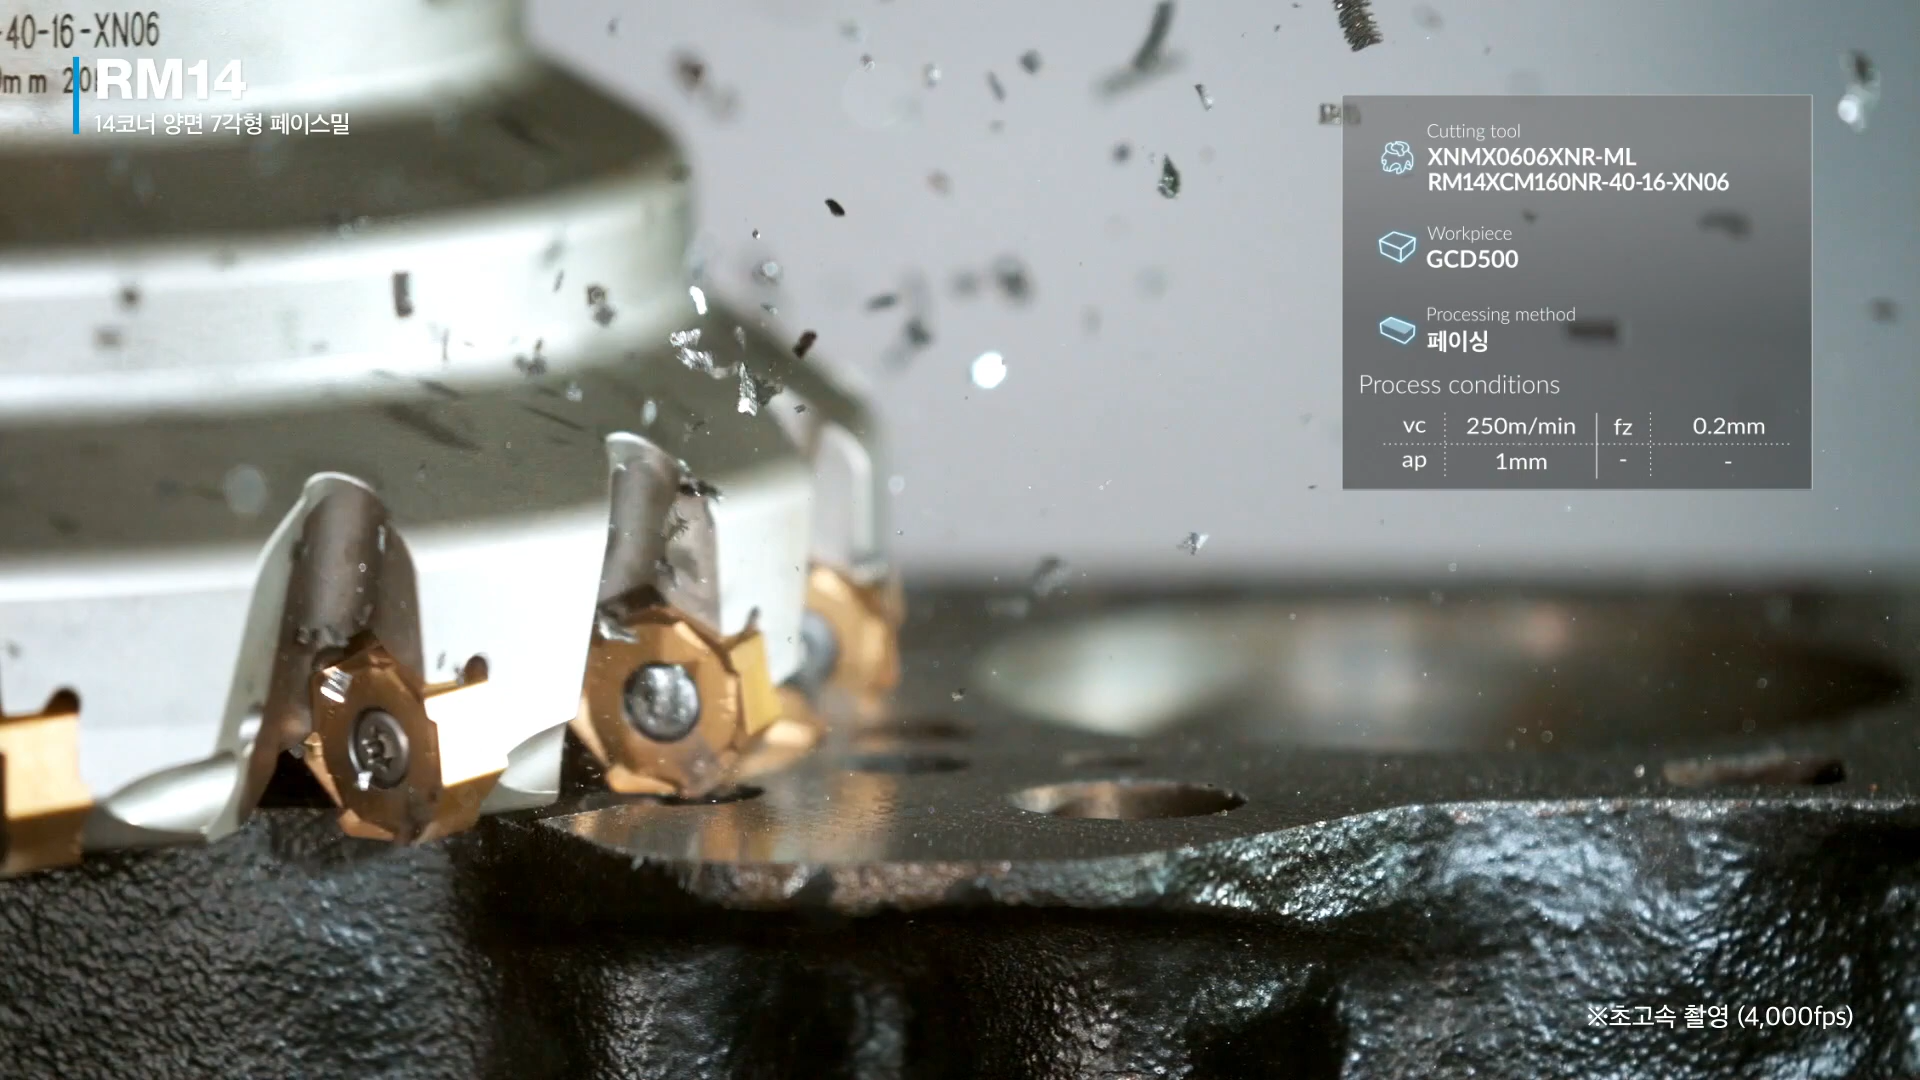 -40-16-XN06
mm 20
RM14
14코너 양면 7각형 페이스밀
Cutting tool
XNMX0606XNR-ML
RM14XCM160NR-40-16-XN06
Workpiece
GCD500
Processing method
페이싱
Process conditions
vc 250m/min fz 0.2mm
ap 1mm - -
※초고속 촬영 (4,000fps)